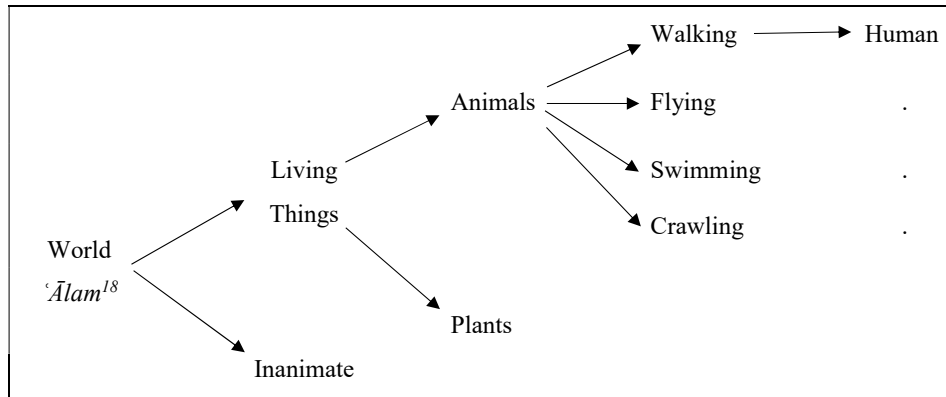 Walking Human
Animals Flying .
Living Swimming .
Things Crawling .
World
ʿĀlam18
Plants
Inanimate